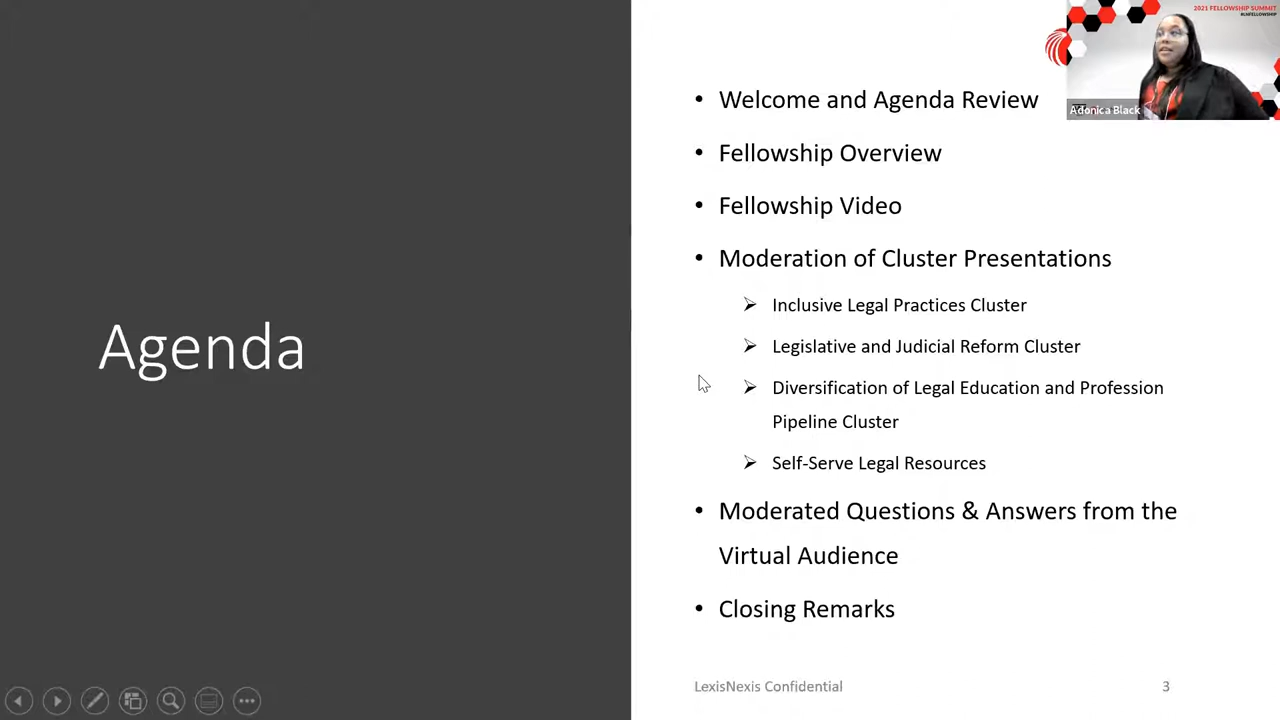 2021 FELLOWSHIP SUMMIT
#LNFELLOWSHIP
Adonica Black
Agenda
• Welcome and Agenda Review
• Fellowship Overview
• Fellowship Video
• Moderation of Cluster Presentations
➢ Inclusive Legal Practices Cluster
➢ Legislative and Judicial Reform Cluster
➢ Diversification of Legal Education and Profession
Pipeline Cluster
➢ Self-Serve Legal Resources
• Moderated Questions & Answers from the
Virtual Audience
• Closing Remarks
LexisNexis Confidential
3